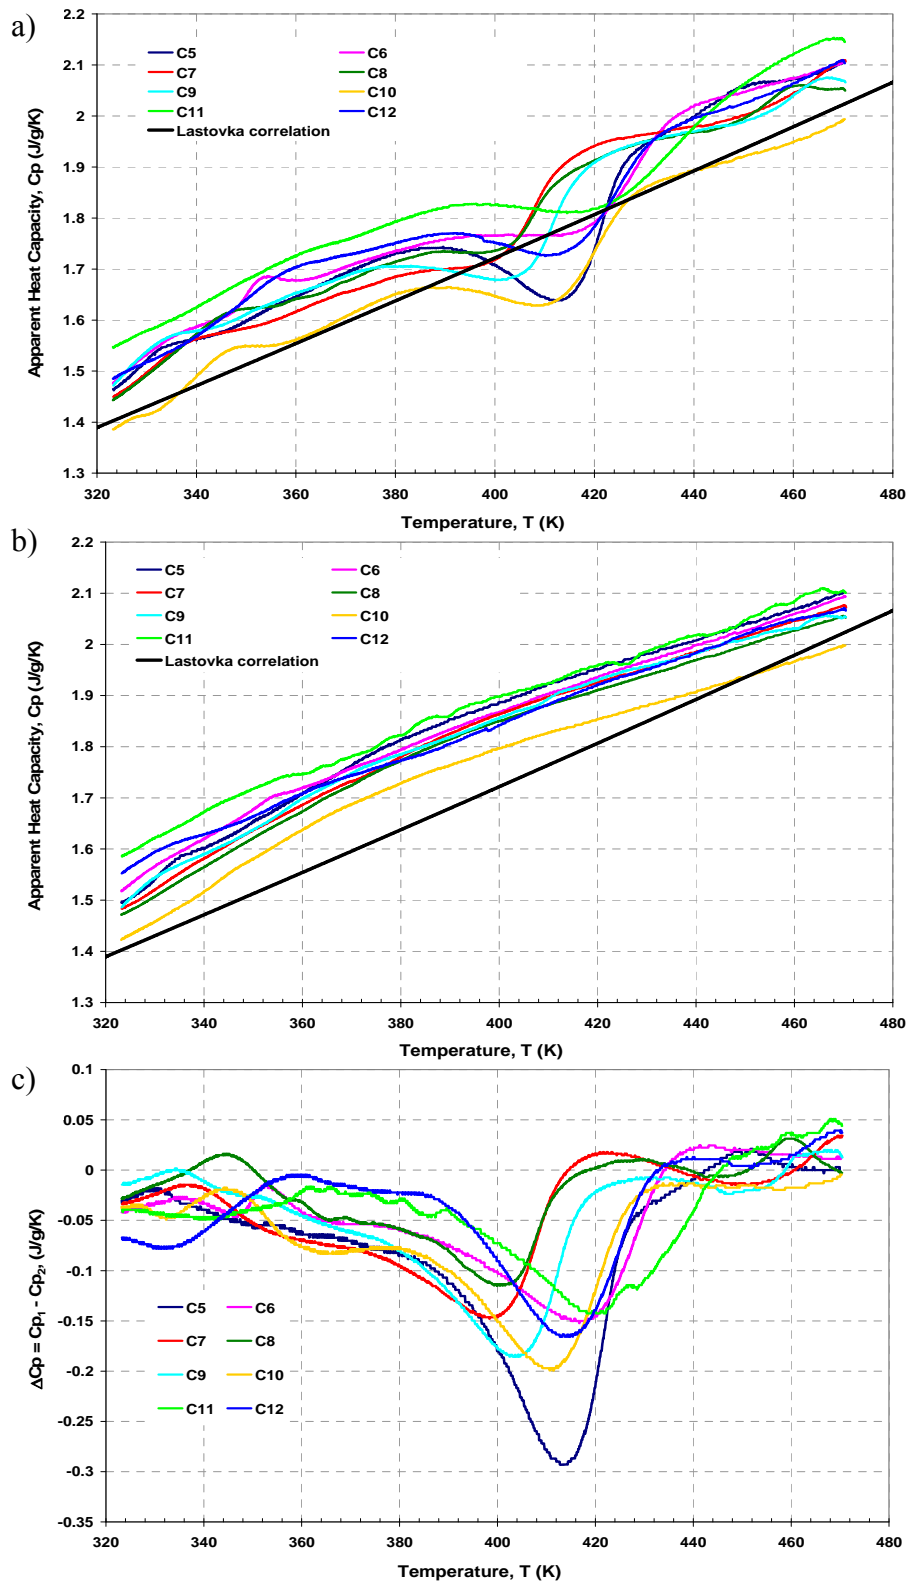 a)
2.2
2.1
2
1.9
1.8
1.7
1.6
1.5
1.4
1.3
Apparent Heat Capacity, Cp (J/g/K)
C5 C6
C7 C8
C9 C10
C11 C12
Lastovka correlation
320 340 360 380 400 420 440 460 480
Temperature, T (K)
b)
2.2
2.1
2
1.9
1.8
1.7
1.6
1.5
1.4
1.3
Apparent Heat Capacity, Cp (J/g/K)
C5 C6
C7 C8
C9 C10
C11 C12
Lastovka correlation
320 340 360 380 400 420 440 460 480
Temperature, T (K)
c)
0.1
0.05
0
-0.05
-0.1
-0.15
-0.2
-0.25
-0.3
-0.35
ΔCp = Cp₁ - Cp₂, (J/g/K)
C5 C6
C7 C8
C9 C10
C11 C12
320 340 360 380 400 420 440 460 480
Temperature, T (K)